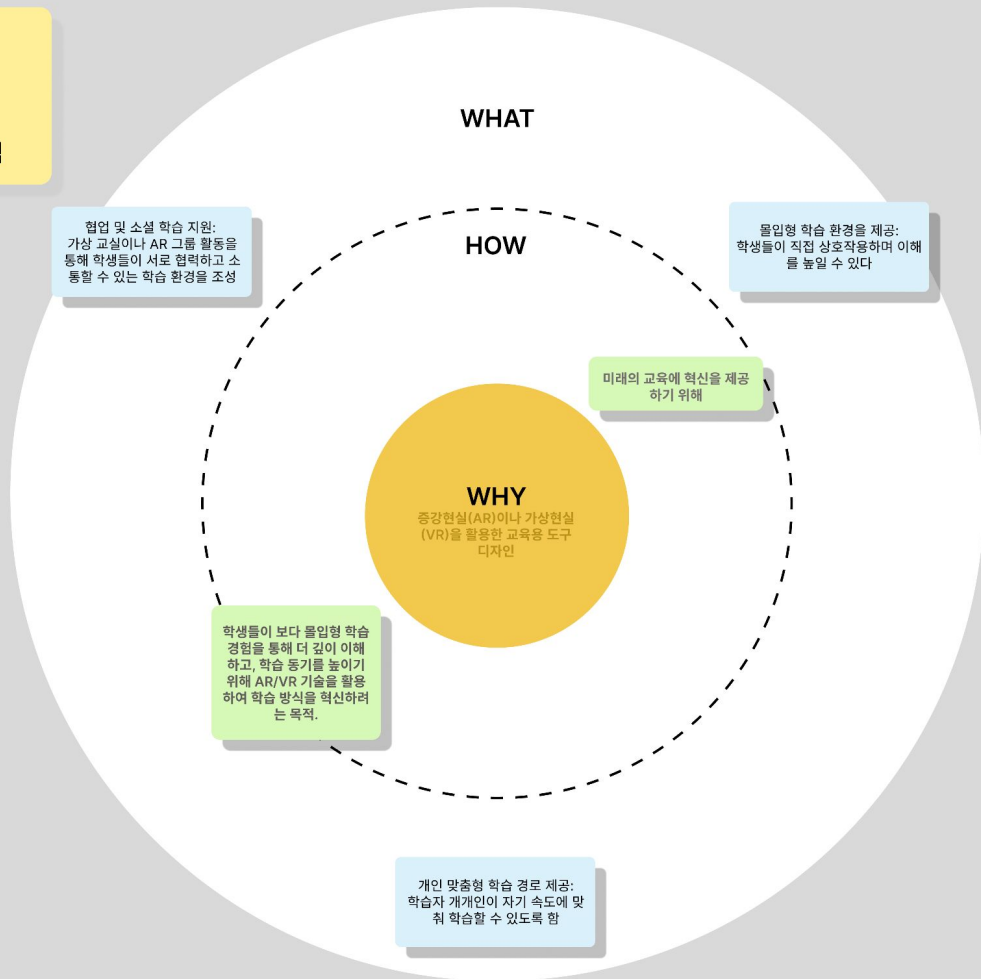 WHAT
협업 및 소셜 학습 지원:
가상 교실이나 AR 그룹 활동을
통해 학생들이 서로 협력하고 소
통할 수 있는 학습 환경을 조성
몰입형 학습 환경을 제공:
학생들이 직접 상호작용하며 이해
를 높일 수 있다
HOW
미래의 교육에 혁신을 제공
하기 위해
WHY
증강현실(AR)이나 가상현실
(VR)을 활용한 교육용 도구
디자인
학생들이 보다 몰입형 학습
경험을 통해 더 깊이 이해
하고, 학습 동기를 높이기
위해 AR/VR 기술을 활용
하여 학습 방식을 혁신하려
는 목적.
개인 맞춤형 학습 경로 제공:
학습자 개개인이 자기 속도에 맞
춰 학습할 수 있도록 함